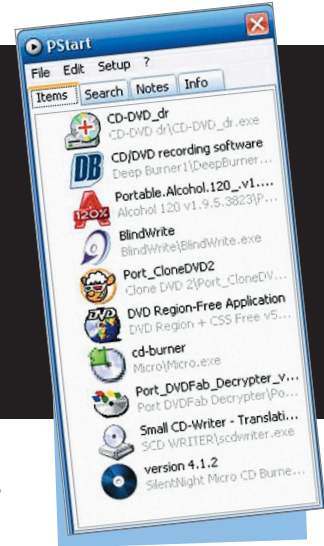 PStart
File Edit Setup ?
Items Search Notes Info
CD-DVD_dr
CD-DVD dr\CD-DVD_dr.exe
CD/DVD recording software
DB
Deep Burner1\DeepBurner...
Portable.Alcohol.120_.v1....
120%
Alcohol 120 v1.9.5.3823\P...
BlindWrite
BlindWrite\BlindWrite.exe
Port_CloneDVD2
Clone DVD 2\Port_CloneDV...
DVD Region-Free Application
DVD
DVD Region + CSS Free v5...
cd-burner
Micro\Micro.exe
Port_DVDFab_Decrypter_v...
Port DVDFab Decrypter\Po...
Small CD-Writer - Translati...
SCD WRITER\scdwriter.exe
version 4.1.2
SilentNight Micro CD Burne...